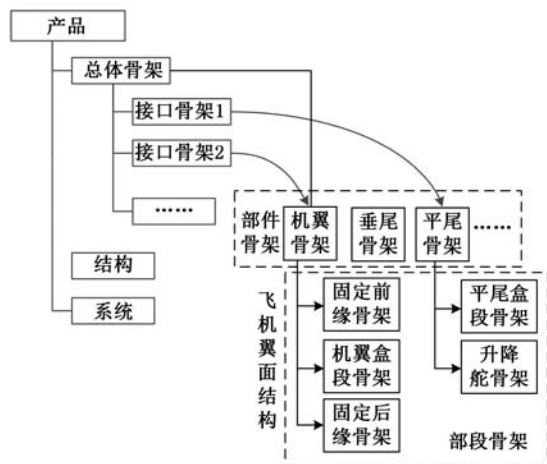 产品
总体骨架
接口骨架1
接口骨架2
……
部件
骨架
机翼
骨架
垂尾
骨架
平尾
骨架
……
结构
系统
飞机翼面结构
固定前
缘骨架
机翼盒
段骨架
固定后
缘骨架
平尾盒
段骨架
升降
舵骨架
部段骨架